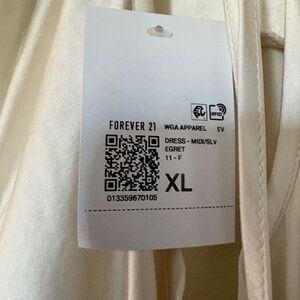 RFID
FOREVER 21
WGA APPAREL EV
DRESS - MIDI/SLV
EGRET
11 - F
XL
013359670105